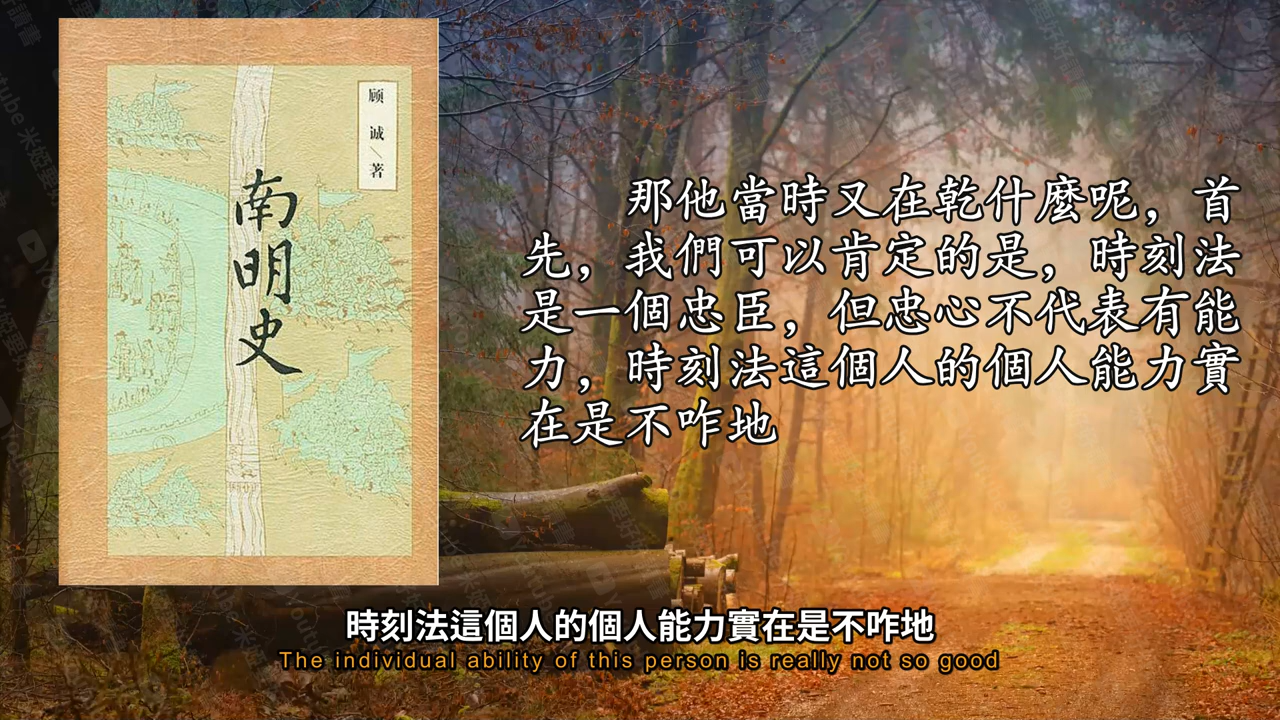 顾诚／著
南明史
那他當時又在乾什麼呢，首
先，我們可以肯定的是，時刻法
是一個忠臣，但忠心不代表有能
力，時刻法這個人的個人能力實
在是不咋地
時刻法這個人的個人能力實在是不咋地
The individual ability of this person is really not so good